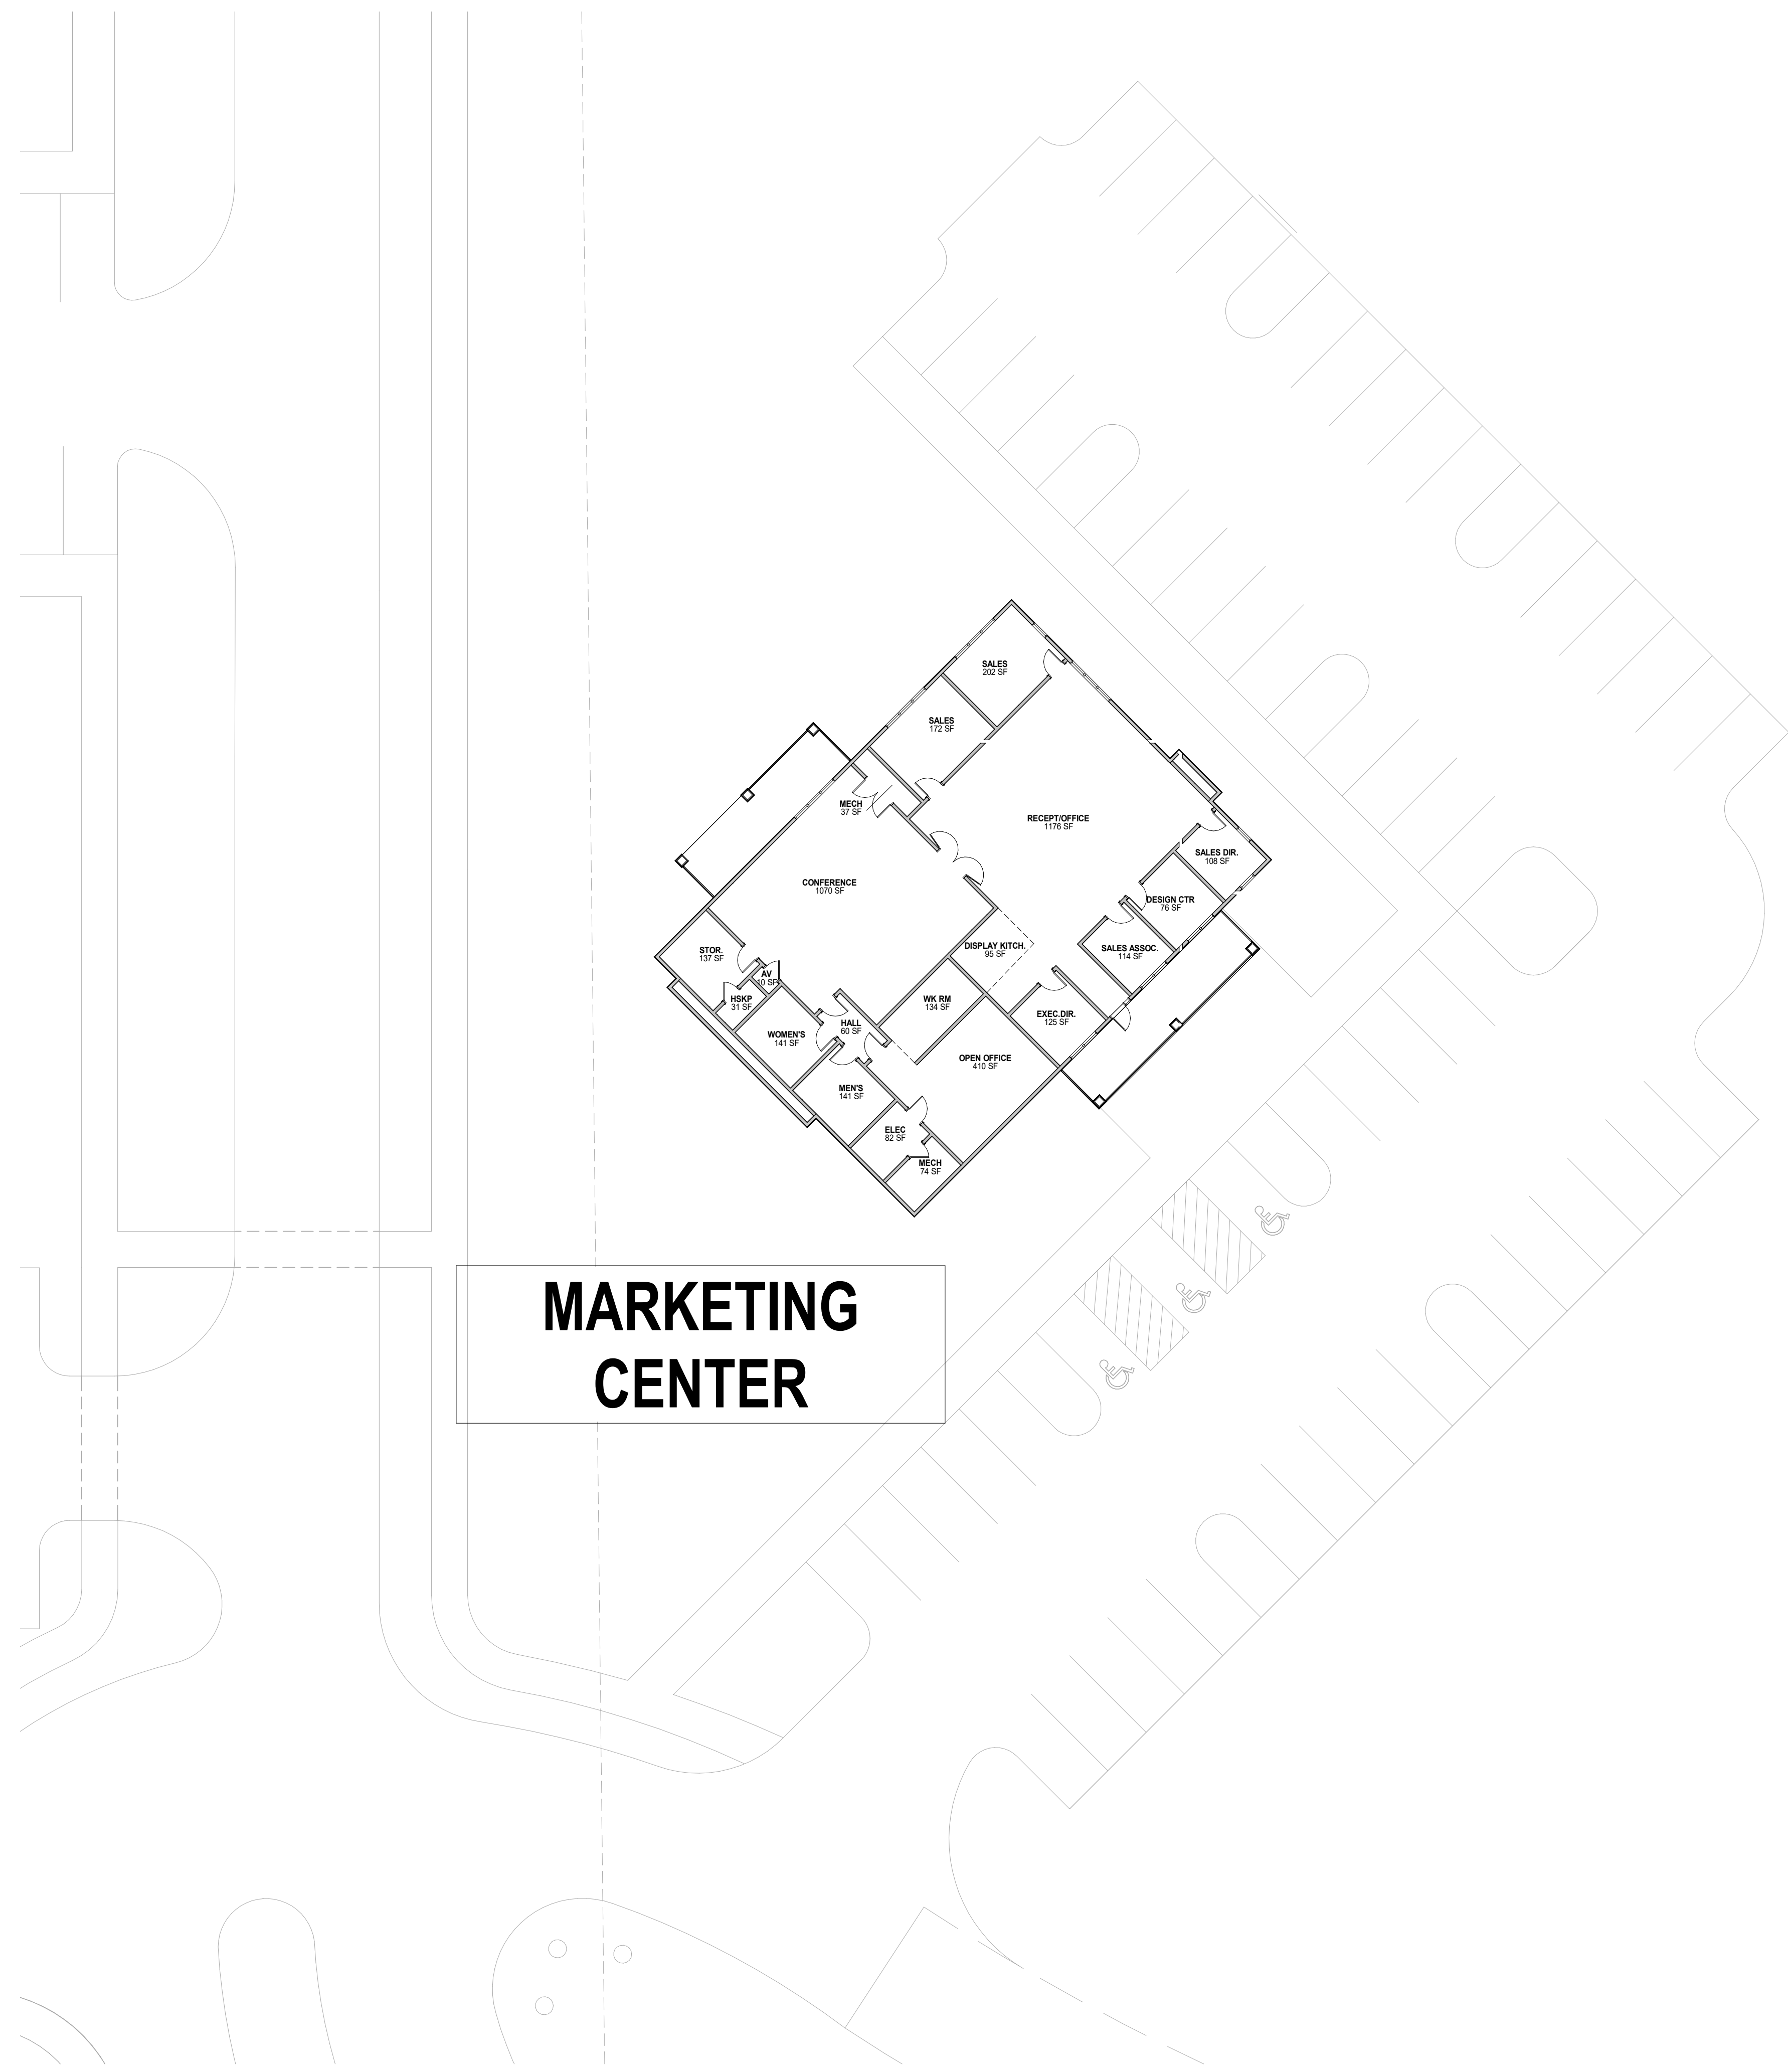 SALES
202 SF
SALES
172 SF
MECH
37 SF
RECEPT/OFFICE
1176 SF
SALES DIR.
108 SF
CONFERENCE
1070 SF
DESIGN CTR
76 SF
STOR.
137 SF
DISPLAY KITCH.
95 SF
SALES ASSOC.
114 SF
AV
10 SF
HSKP
31 SF
WK RM
134 SF
EXEC.DIR.
125 SF
HALL
60 SF
WOMEN'S
141 SF
OPEN OFFICE
410 SF
MEN'S
141 SF
ELEC
82 SF
MECH
74 SF
MARKETING
CENTER